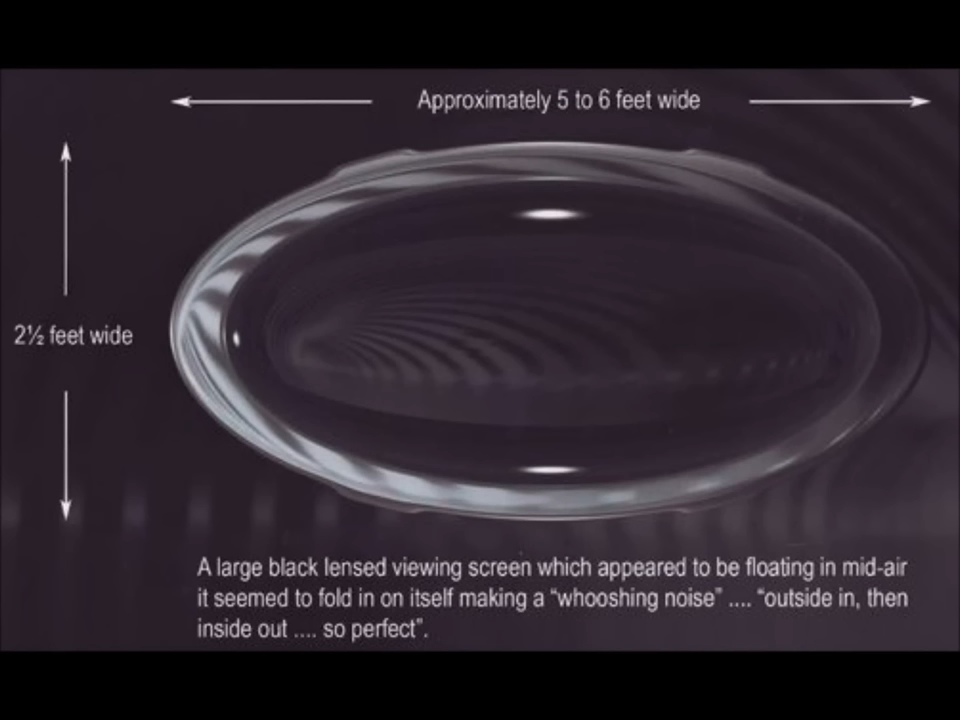 Approximately 5 to 6 feet wide
2½ feet wide
A large black lensed viewing screen which appeared to be floating in mid-air
it seemed to fold in on itself making a “whooshing noise” .... “outside in, then
inside out .... so perfect”.